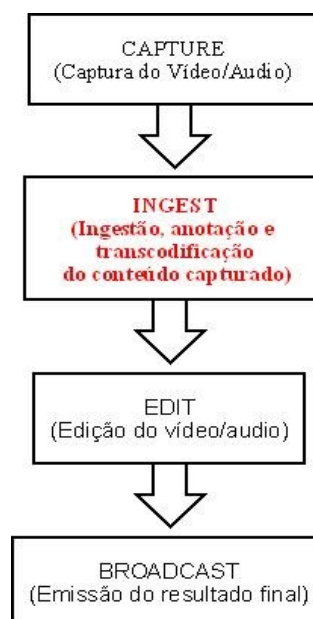 CAPTURE
(Captura do Vídeo/Audio)
INGEST
(Ingestão, anotação e
transcodificação
do conteúdo capturado)
EDIT
(Edição do vídeo/audio)
BROADCAST
(Emissão do resultado final)